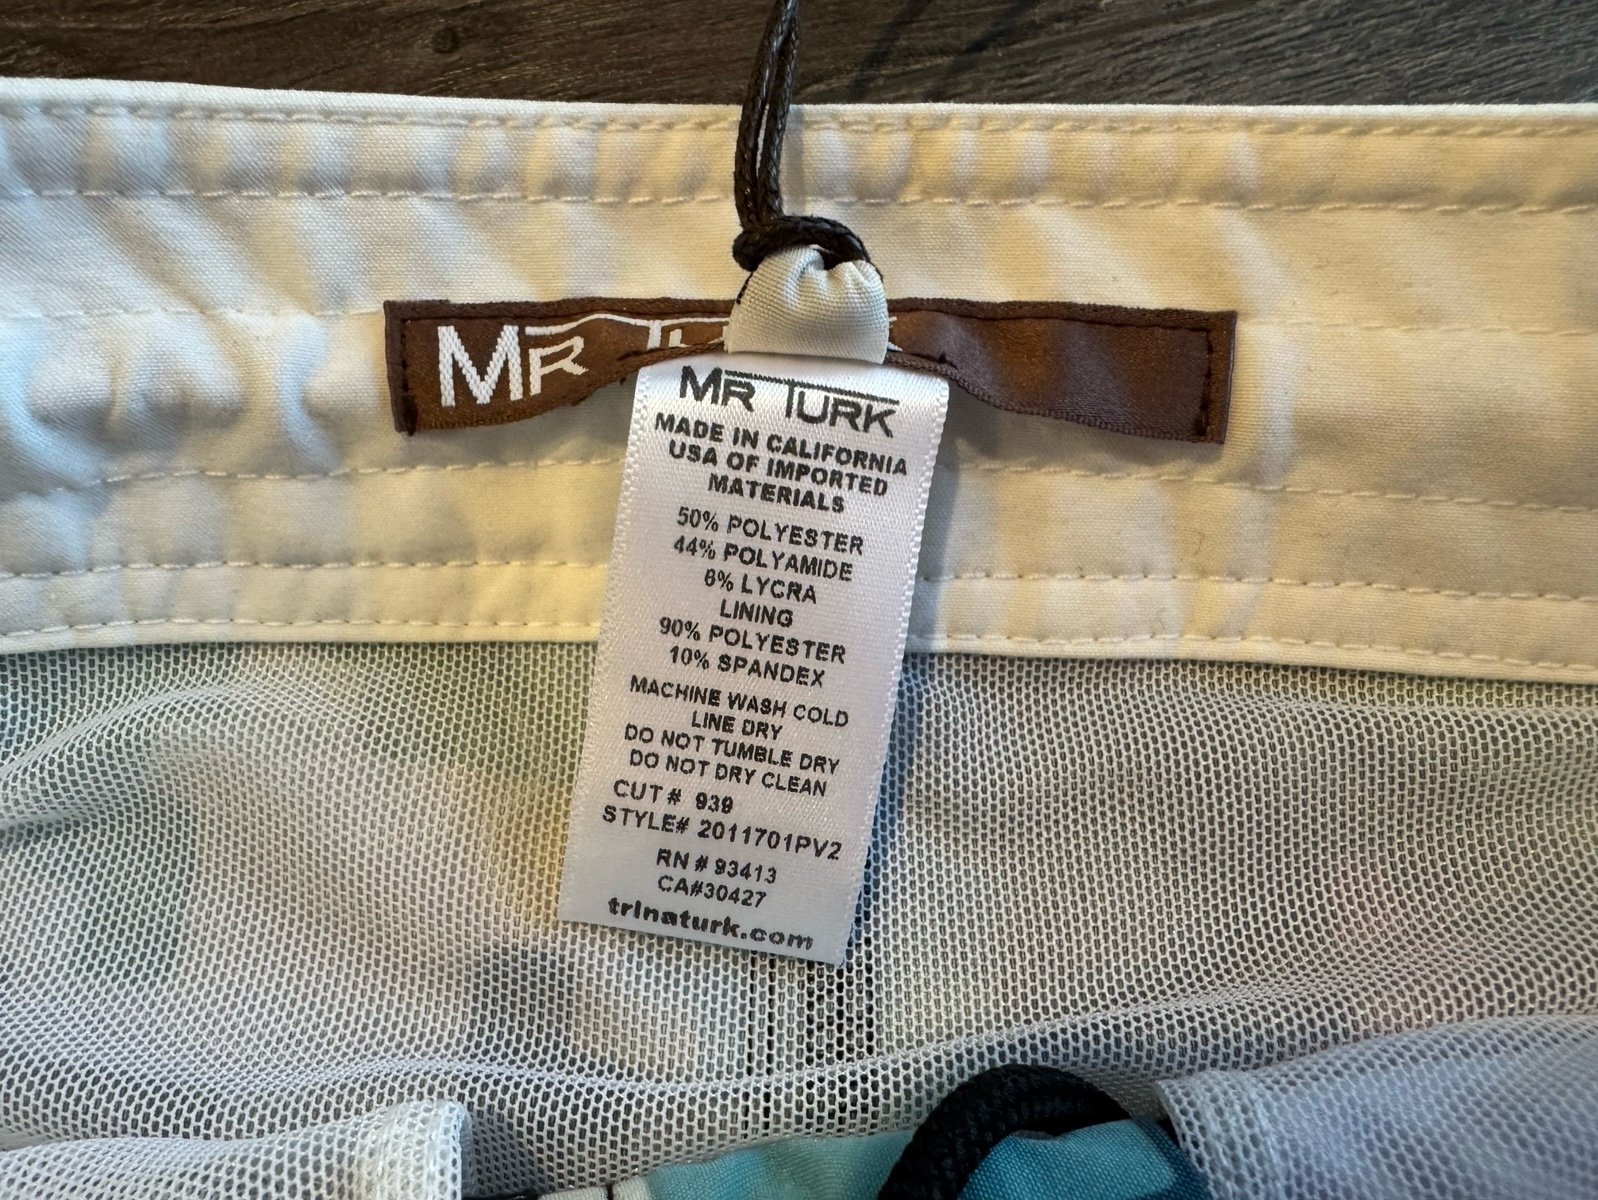 MR TU
MR TURK
MADE IN CALIFORNIA
USA OF IMPORTED
MATERIALS
50% POLYESTER
44% POLYAMIDE
6% LYCRA
LINING
90% POLYESTER
10% SPANDEX
MACHINE WASH COLD
LINE DRY
DO NOT TUMBLE DRY
DO NOT DRY CLEAN
CUT# 939
STYLE# 2011701PV2
RN # 93413
CA#30427
trinaturk.com